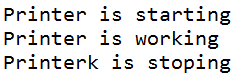 Printer is starting
Printer is working
Printerk is stoping